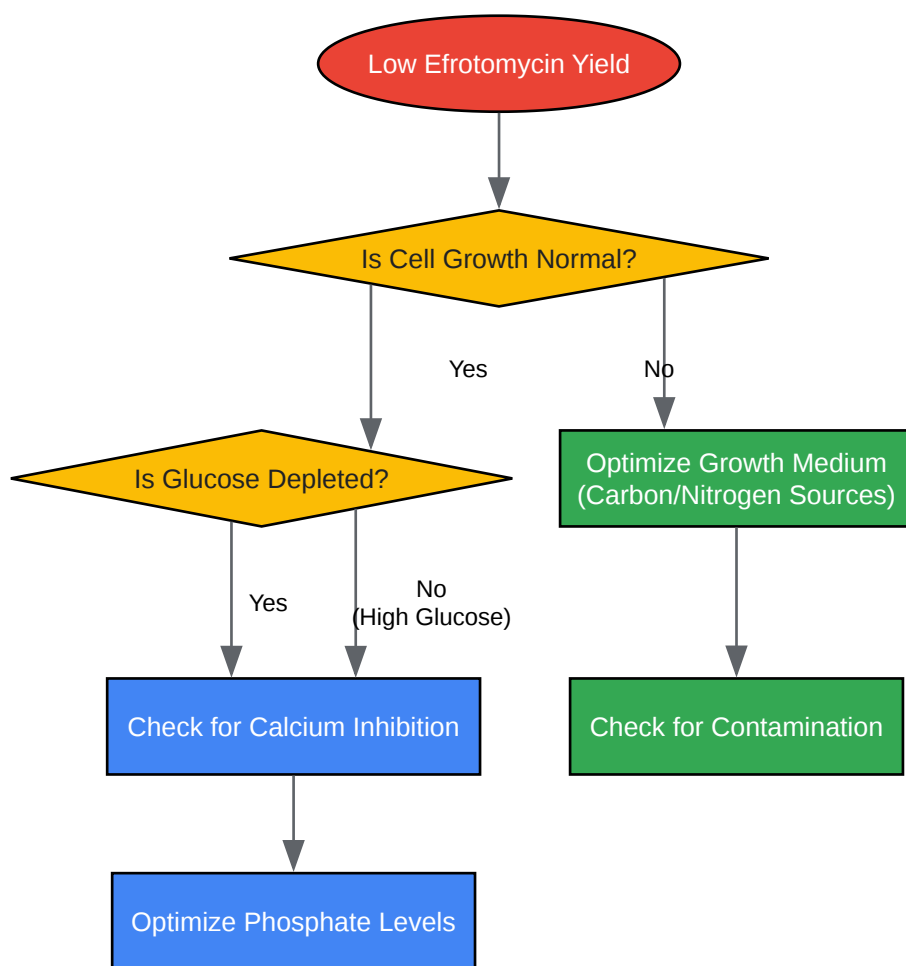 Low Efrotomycin Yield
Is Cell Growth Normal?
Yes
No
Is Glucose Depleted?
Optimize Growth Medium
(Carbon/Nitrogen Sources)
Yes
No
(High Glucose)
Check for Calcium Inhibition
Check for Contamination
Optimize Phosphate Levels